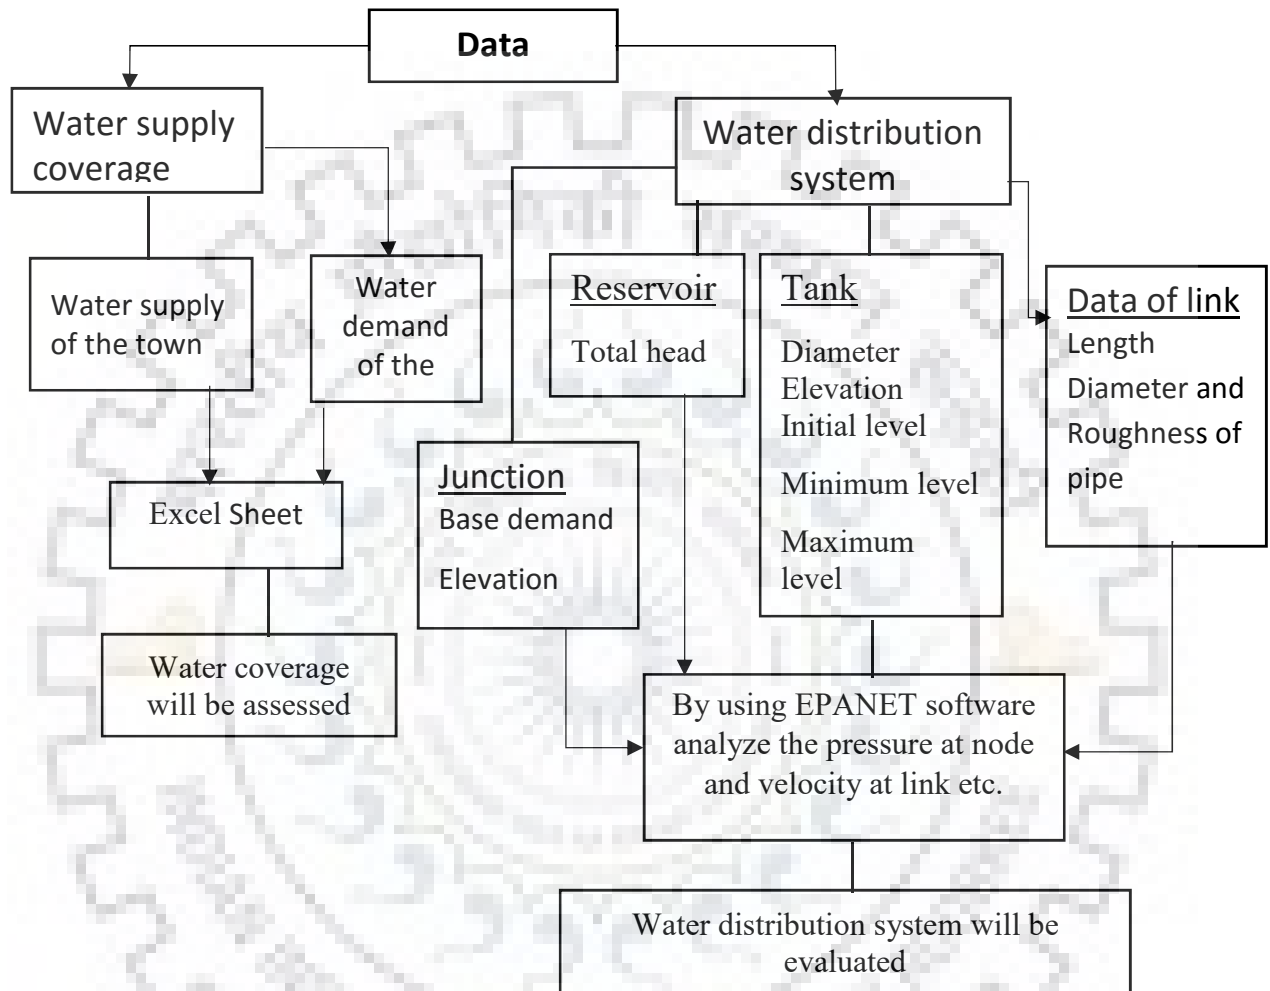 Data
Water supply
coverage
Water distribution
system
Water supply
of the town
Water
demand
of the
Reservoir
Total head
Tank
Diameter
Elevation
Initial level
Minimum level
Maximum
level
Data of link
Length
Diameter and
Roughness of
pipe
Excel Sheet
Junction
Base demand
Elevation
Water coverage
will be assessed
By using EPANET software
analyze the pressure at node
and velocity at link etc.
Water distribution system will be
evaluated